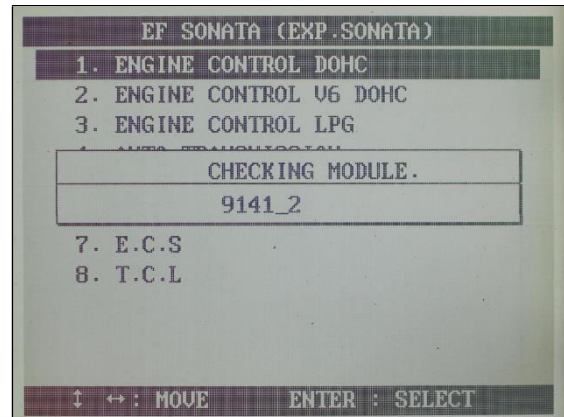 EF SONATA (EXP.SONATA)
1. ENGINE CONTROL DOHC
2. ENGINE CONTROL V6 DOHC
3. ENGINE CONTROL LPG
CHECKING MODULE.
9141_2
7. E.C.S
8. T.C.L
↕ ↔ : MOVE ENTER : SELECT